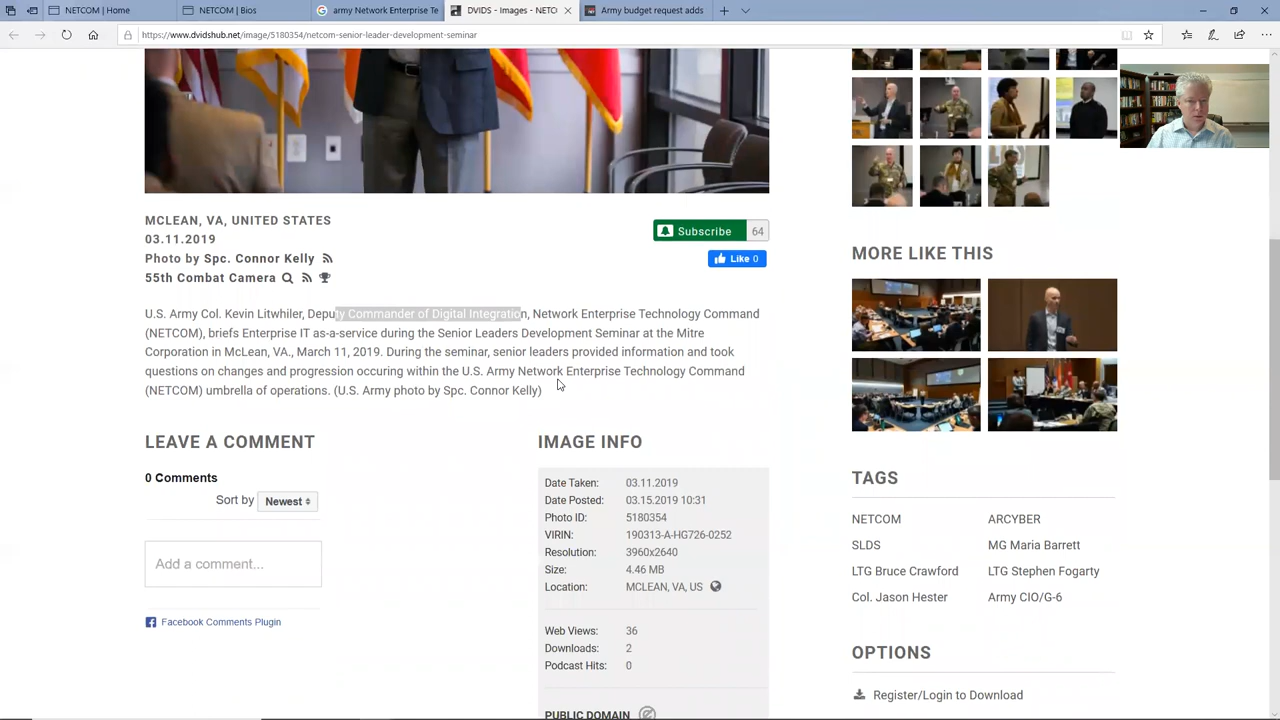 NETCOM | Home
NETCOM | Bios
army Network Enterprise Te
DVIDS - Images - NETC
Army budget request adds
https://www.dvidshub.net/image/5180354/netcom-senior-leader-development-seminar
MCLEAN, VA, UNITED STATES
03.11.2019
Photo by Spc. Connor Kelly
55th Combat Camera
Subscribe 64
Like 0
U.S. Army Col. Kevin Litwhiler, Deputy Commander of Digital Integration, Network Enterprise Technology Command
(NETCOM), briefs Enterprise IT as-a-service during the Senior Leaders Development Seminar at the Mitre
Corporation in McLean, VA., March 11, 2019. During the seminar, senior leaders provided information and took
questions on changes and progression occuring within the U.S. Army Network Enterprise Technology Command
(NETCOM) umbrella of operations. (U.S. Army photo by Spc. Connor Kelly)
LEAVE A COMMENT
0 Comments
Sort by Newest
Add a comment...
Facebook Comments Plugin
IMAGE INFO
Date Taken: 03.11.2019
Date Posted: 03.15.2019 10:31
Photo ID: 5180354
VIRIN: 190313-A-HG726-0252
Resolution: 3960x2640
Size: 4.46 MB
Location: MCLEAN, VA, US
Web Views: 36
Downloads: 2
Podcast Hits: 0
PUBLIC DOMAIN
MORE LIKE THIS
TAGS
NETCOM ARCYBER
SLDS MG Maria Barrett
LTG Bruce Crawford LTG Stephen Fogarty
Col. Jason Hester Army CIO/G-6
OPTIONS
Register/Login to Download